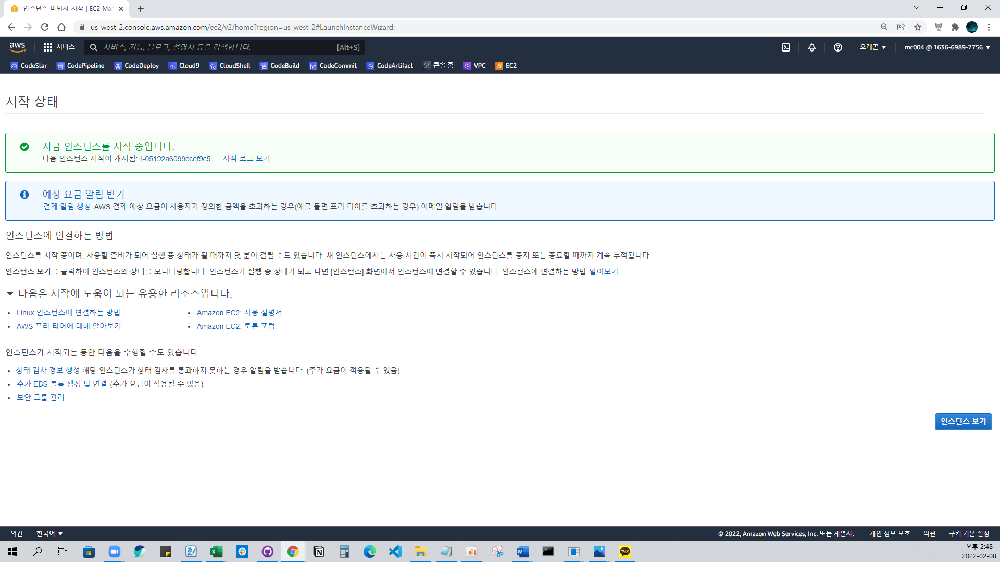 인스턴스 마법사 시작 | EC2 Mar
us-west-2.console.aws.amazon.com/ec2/v2/home?region=us-west-2#LaunchInstanceWizard:
aws 서비스 서비스, 기능, 블로그, 설명서 등을 검색합니다. [Alt+S] 오레곤 mc004 @ 1636-6989-7756
CodeStar CodePipeline CodeDeploy Cloud9 CloudShell CodeBuild CodeCommit CodeArtifact 콘솔 홈 VPC EC2
시작 상태
지금 인스턴스를 시작 중입니다.
다음 인스턴스 시작이 개시됨: i-05192a6099ccef9c5 시작 로그 보기
예상 요금 알림 받기
결제 알림 생성 AWS 결제 예상 요금이 사용자가 정의한 금액을 초과하는 경우(예를 들면 프리 티어를 초과하는 경우) 이메일 알림을 받습니다.
인스턴스에 연결하는 방법
인스턴스를 시작 중이며, 사용할 준비가 되어 실행 중 상태가 될 때까지 몇 분이 걸릴 수도 있습니다. 새 인스턴스에서는 사용 시간이 즉시 시작되어 인스턴스를 중지 또는 종료할 때까지 계속 누적됩니다.
인스턴스 보기를 클릭하여 인스턴스의 상태를 모니터링합니다. 인스턴스가 실행 중 상태가 되고 나면 [인스턴스] 화면에서 인스턴스에 연결할 수 있습니다. 인스턴스에 연결하는 방법 알아보기.
다음은 시작에 도움이 되는 유용한 리소스입니다.
• Linux 인스턴스에 연결하는 방법 • Amazon EC2: 사용 설명서
• AWS 프리 티어에 대해 알아보기 • Amazon EC2: 토론 포럼
인스턴스가 시작되는 동안 다음을 수행할 수도 있습니다.
• 상태 검사 경보 생성 해당 인스턴스가 상태 검사를 통과하지 못하는 경우 알림을 받습니다. (추가 요금이 적용될 수 있음)
• 추가 EBS 볼륨 생성 및 연결 (추가 요금이 적용될 수 있음)
• 보안 그룹 관리
인스턴스 보기
의견 한국어 © 2022, Amazon Web Services, Inc. 또는 계열사. 개인 정보 보호 약관 쿠키 기본 설정
TALK
오후 2:48
2022-02-08